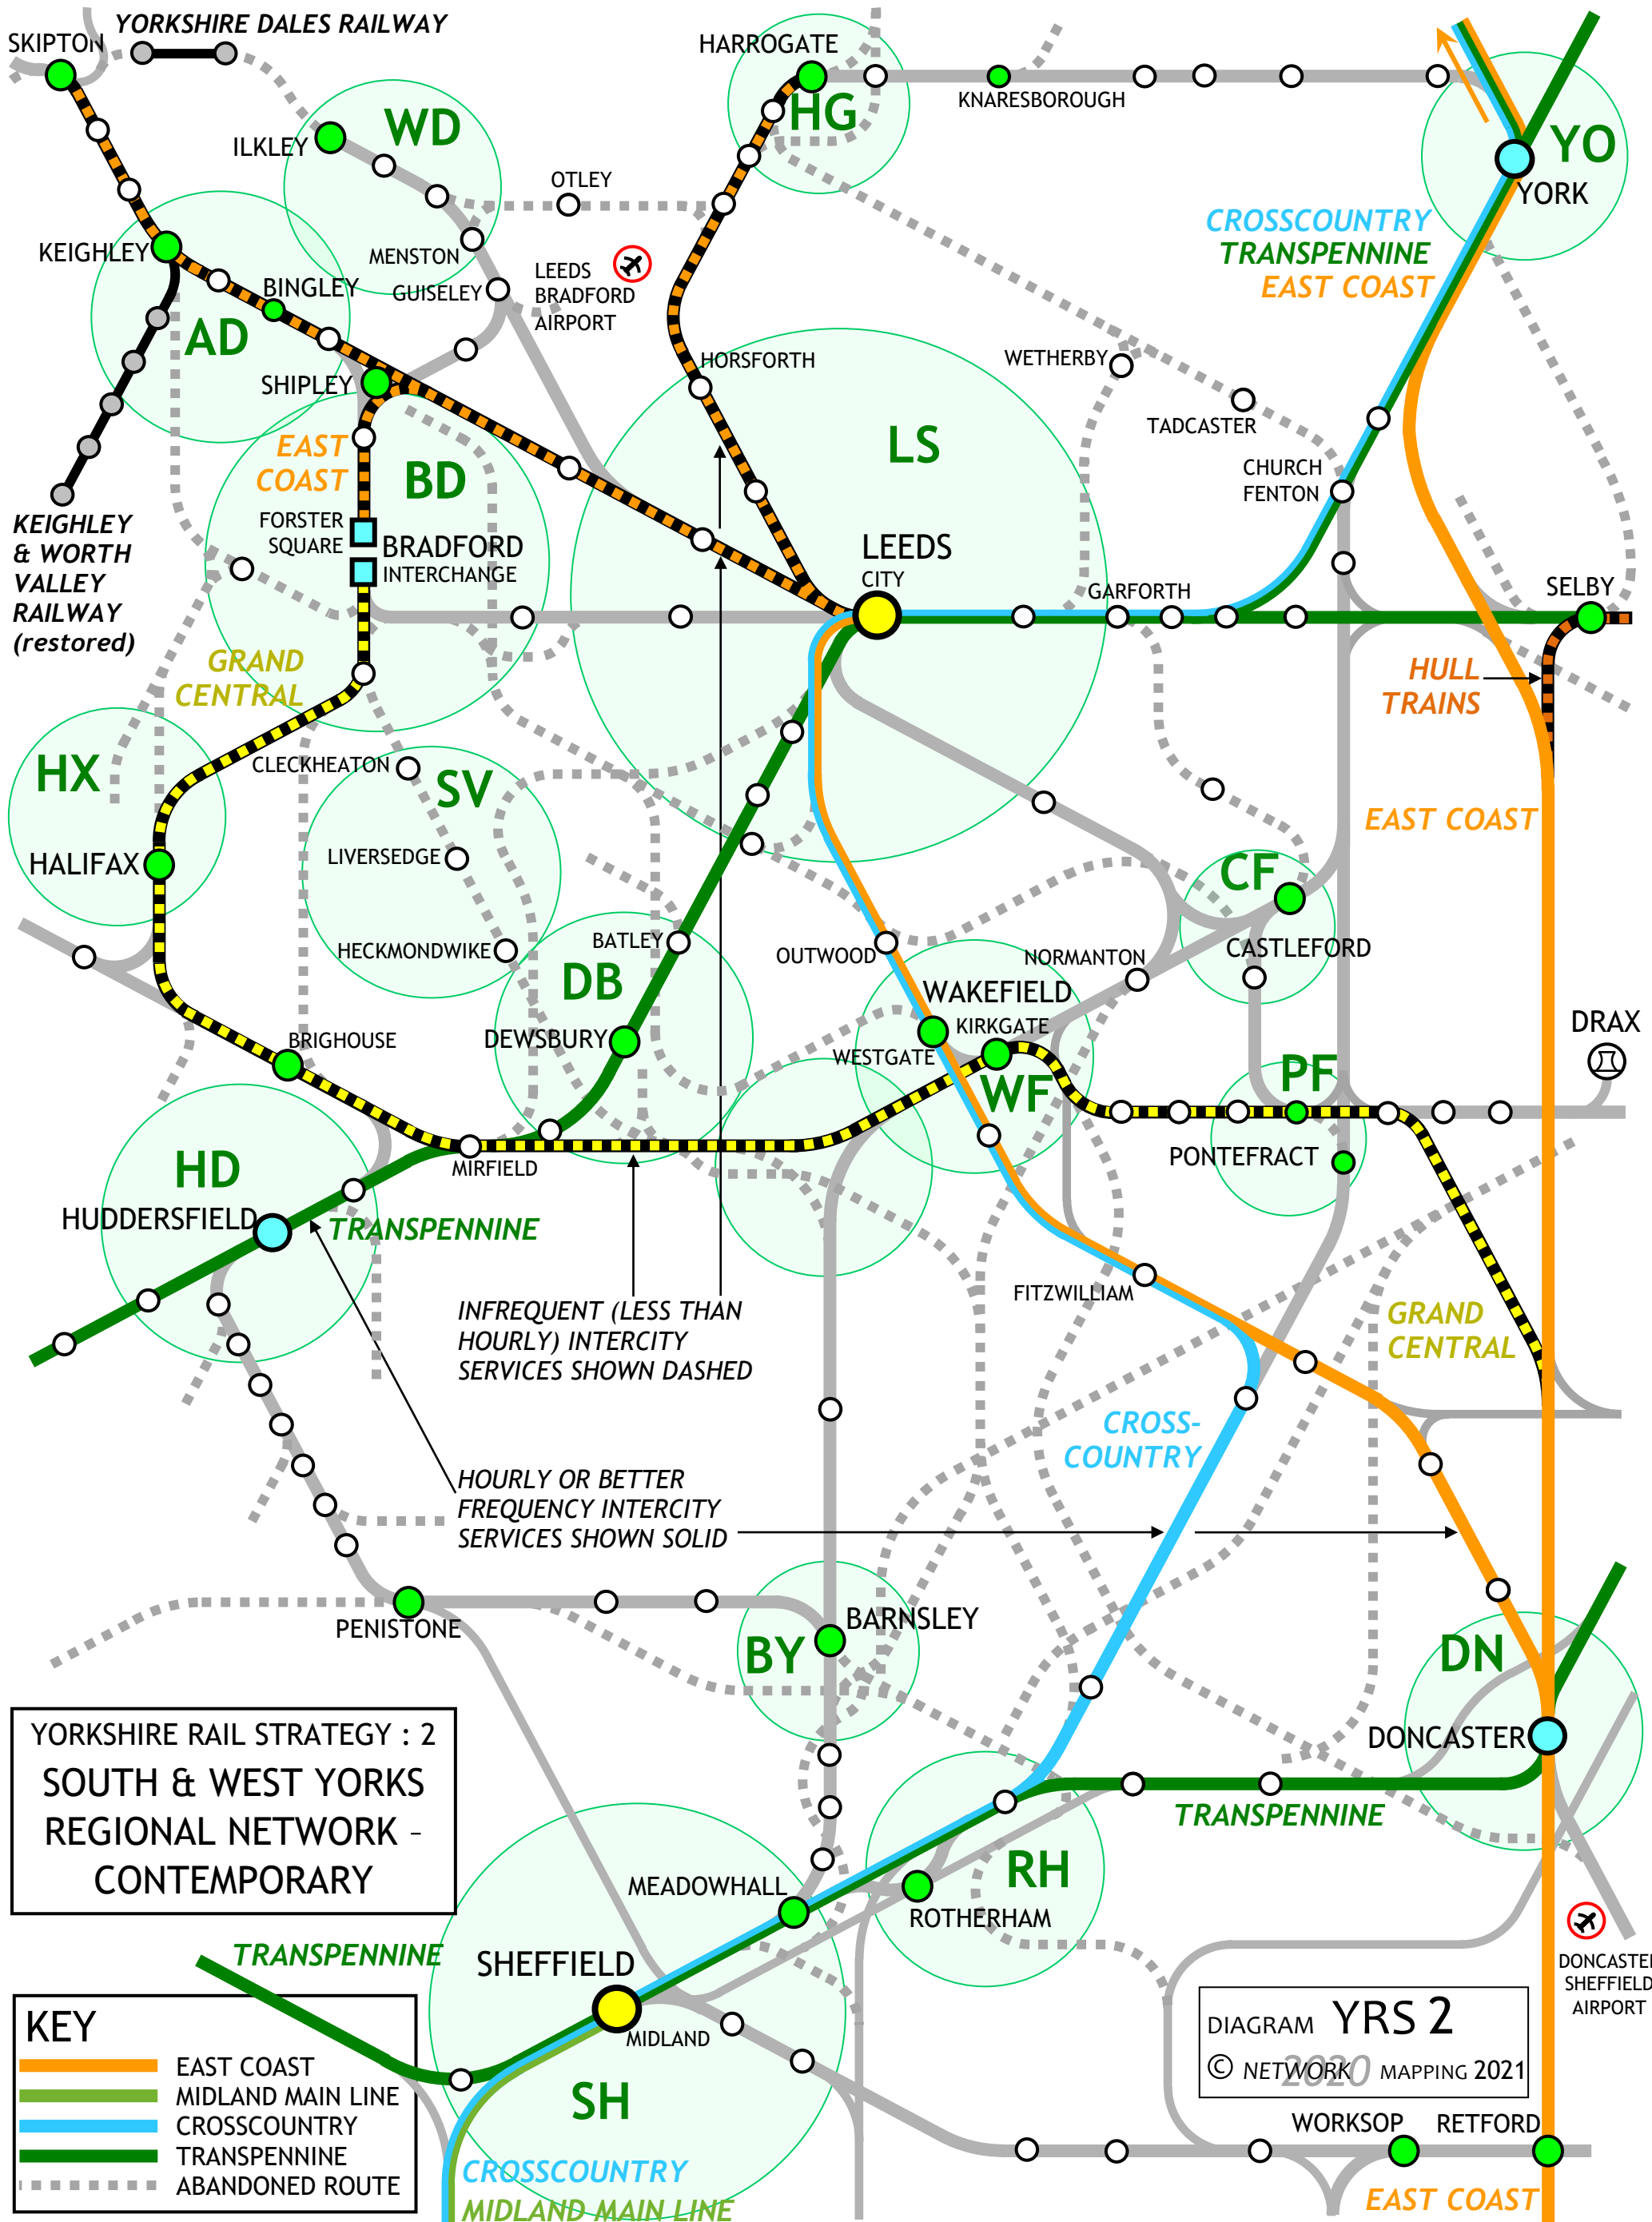 YORKSHIRE DALES RAILWAY
SKIPTON
HARROGATE
HG
KNARESBOROUGH
WD
ILKLEY
YO
YORK
OTLEY
CROSSCOUNTRY
TRANSPENNINE
EAST COAST
KEIGHLEY
MENSTON
GUISELEY
LEEDS
BRADFORD
AIRPORT
BINGLEY
AD
SHIPLEY
HORSFORTH
WETHERBY
TADCASTER
EAST
COAST
BD
LS
CHURCH
FENTON
KEIGHLEY
& WORTH
VALLEY
RAILWAY
(restored)
FORSTER
SQUARE
BRADFORD
INTERCHANGE
LEEDS
CITY
GARFORTH
SELBY
GRAND
CENTRAL
HULL
TRAINS
HX
CLECKHEATON
SV
EAST COAST
HALIFAX
LIVERSEDGE
CF
CASTLEFORD
HECKMONDWIKE
BATLEY
DB
OUTWOOD
NORMANTON
WAKEFIELD
KIRKGATE
WESTGATE
WF
BRIGHOUSE
DEWSBURY
DRAX
PF
PONTEFRACT
MIRFIELD
HD
HUDDERSFIELD
TRANSPENNINE
FITZWILLIAM
INFREQUENT (LESS THAN
HOURLY) INTERCITY
SERVICES SHOWN DASHED
GRAND
CENTRAL
CROSS-
COUNTRY
HOURLY OR BETTER
FREQUENCY INTERCITY
SERVICES SHOWN SOLID
PENISTONE
BARNSLEY
BY
DN
DONCASTER
YORKSHIRE RAIL STRATEGY : 2
SOUTH & WEST YORKS
REGIONAL NETWORK –
CONTEMPORARY
TRANSPENNINE
RH
MEADOWHALL
ROTHERHAM
TRANSPENNINE
SHEFFIELD
MIDLAND
SH
DONCASTER
SHEFFIELD
AIRPORT
KEY
EAST COAST
MIDLAND MAIN LINE
CROSSCOUNTRY
TRANSPENNINE
ABANDONED ROUTE
DIAGRAM YRS 2
© NETWORK 2020 MAPPING 2021
WORKSOP
RETFORD
CROSSCOUNTRY
MIDLAND MAIN LINE
EAST COAST